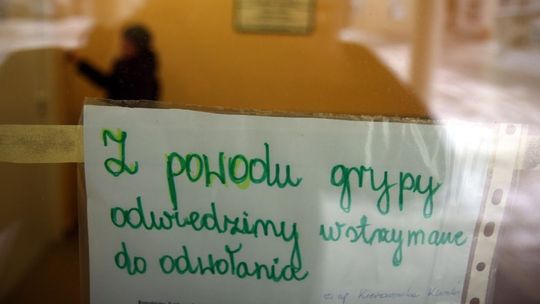 Z powodu grypy
odwiedziny wstrzymane
do odwołania